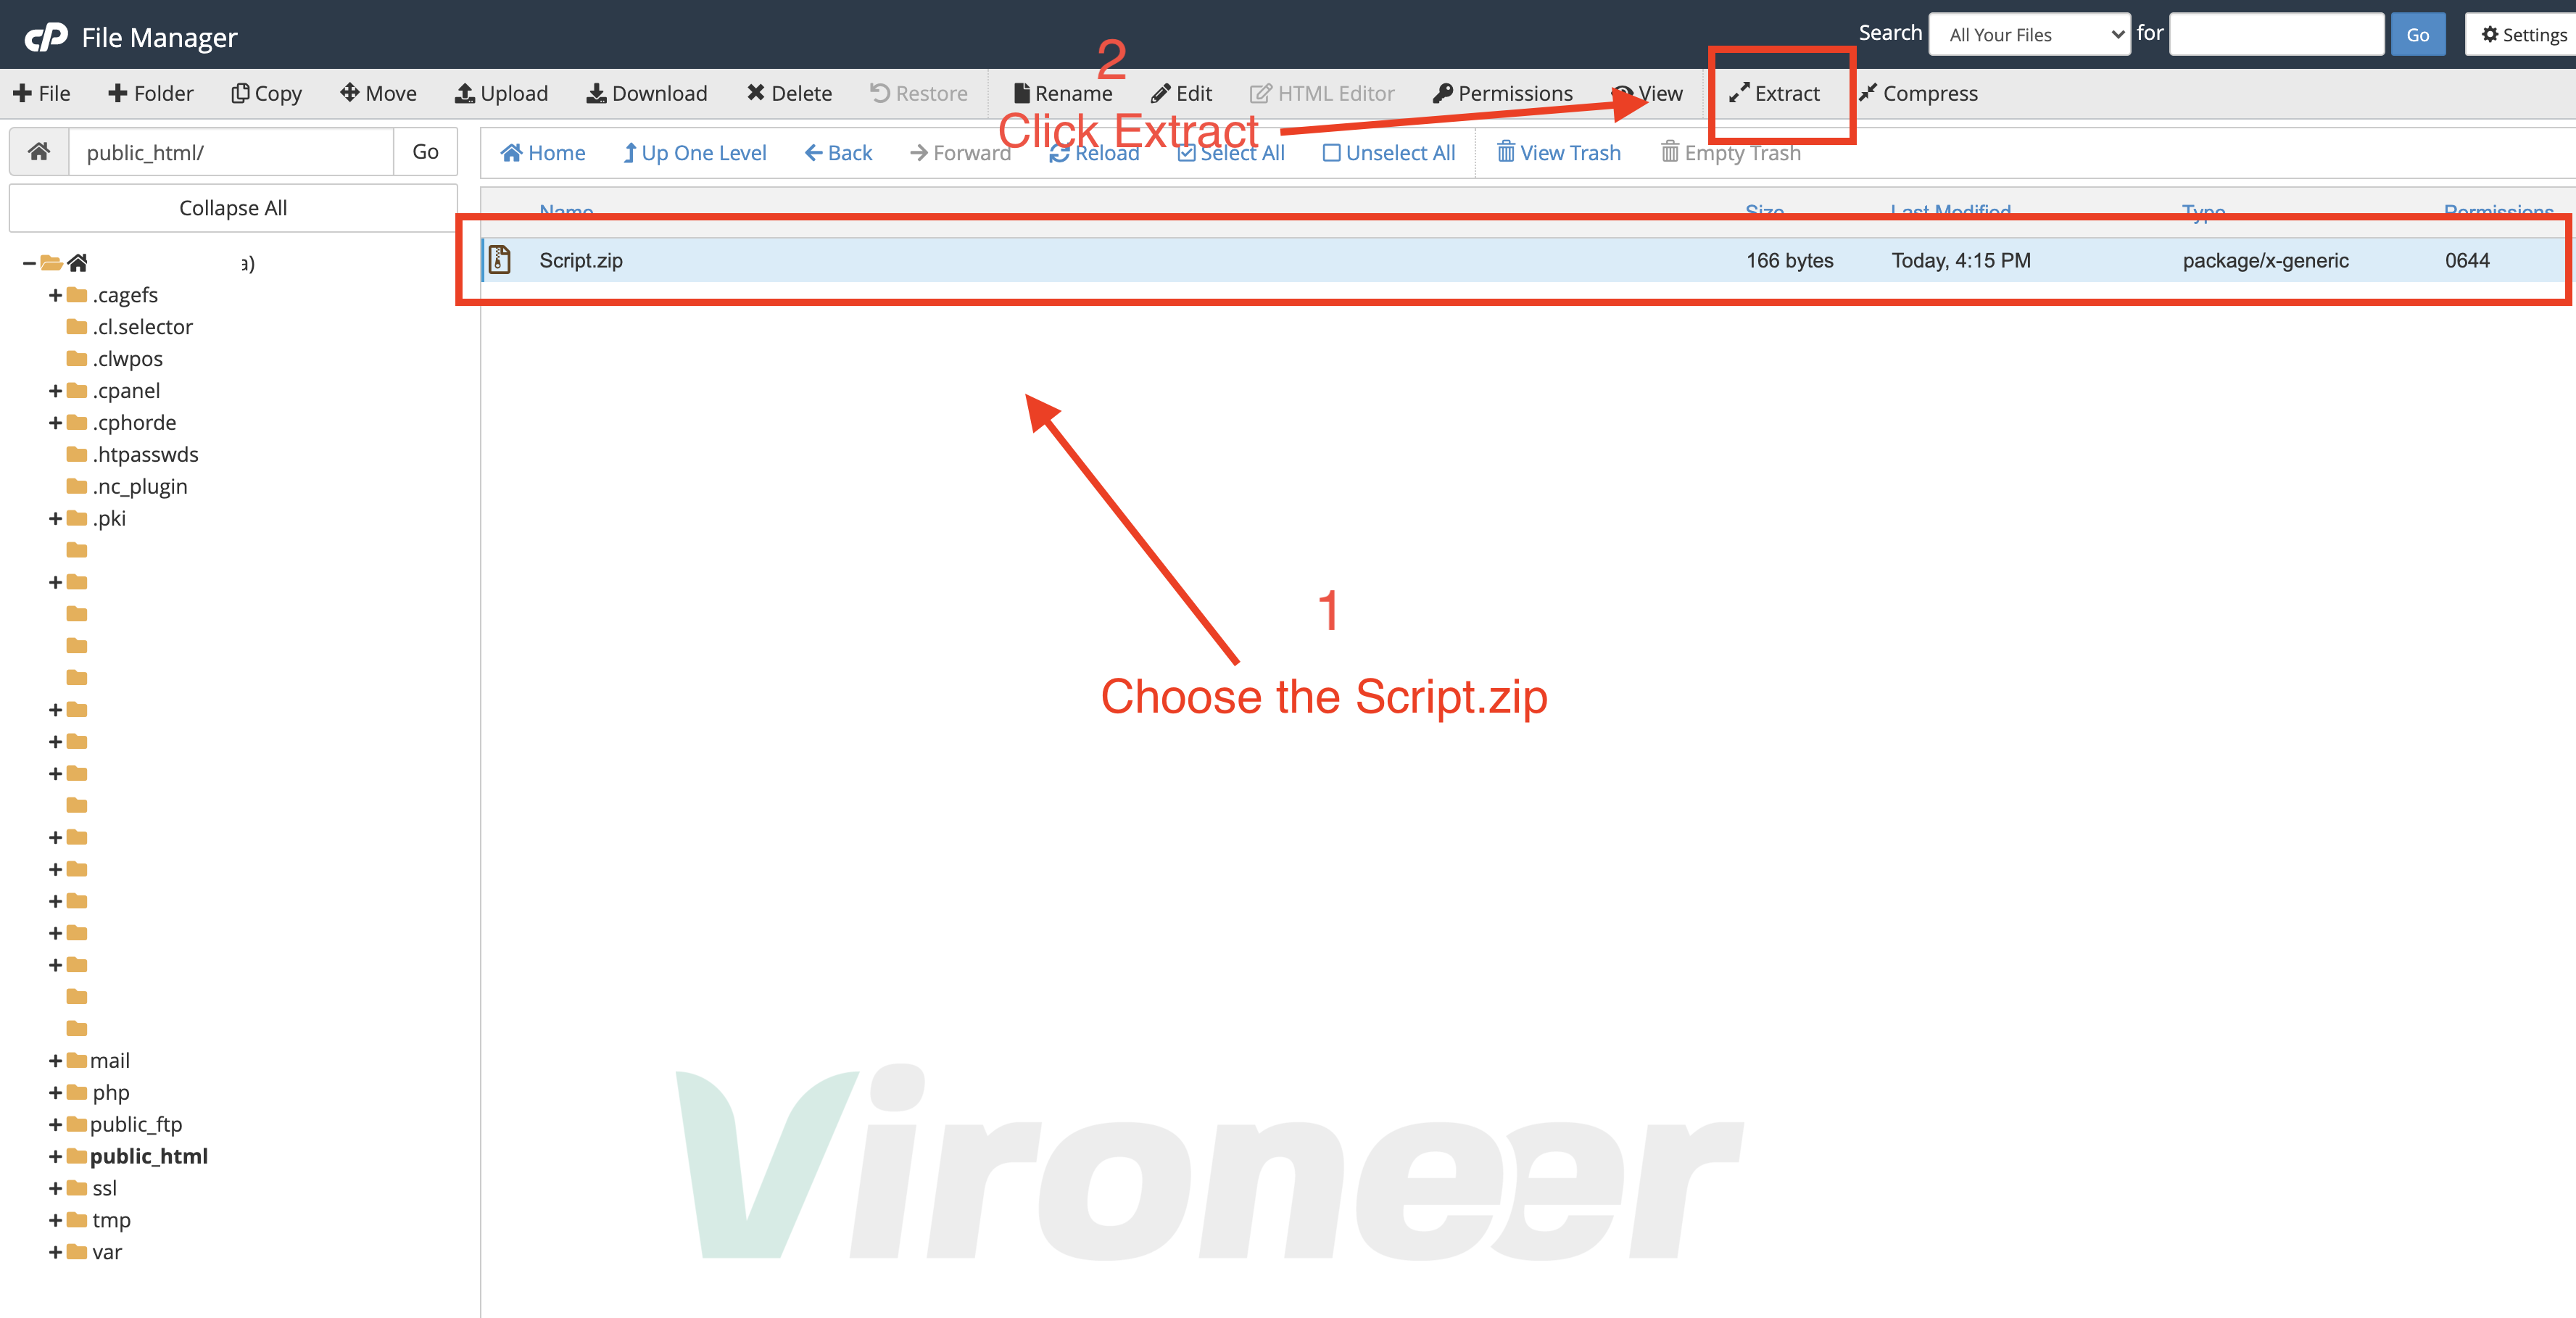 cP File Manager
Search All Your Files for Go Settings
File Folder Copy Move Upload Download Delete Restore Rename Edit HTML Editor Permissions View Extract Compress
2
Click Extract
public_html/ Go
Home Up One Level Back Forward Reload Select All Unselect All View Trash Empty Trash
Collapse All
Name Size Last Modified Type Permissions
Script.zip 166 bytes Today, 4:15 PM package/x-generic 0644
a)
.cagefs
.cl.selector
.clwpos
.cpanel
.cphorde
.htpasswds
.nc_plugin
.pki
1
Choose the Script.zip
mail
php
public_ftp
public_html
ssl
tmp
var
Vironeer